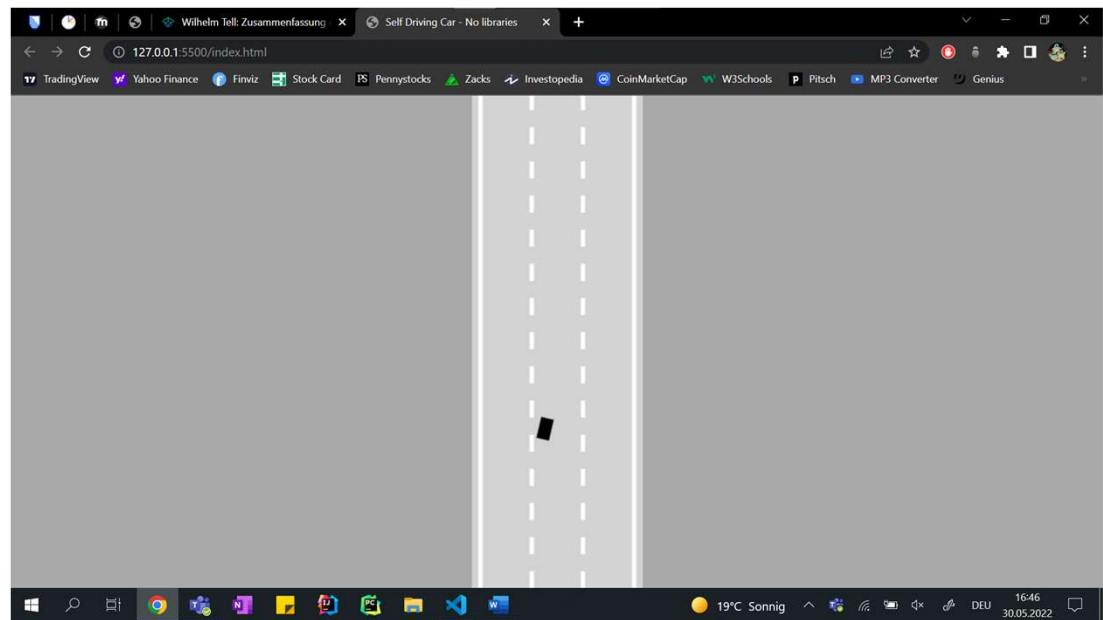 Wilhelm Tell: Zusammenfassung
Self Driving Car - No libraries
127.0.0.1:5500/index.html
TradingView Yahoo Finance Finviz Stock Card PS Pennystocks Zacks Investopedia CoinMarketCap W3Schools P Pitsch MP3 Converter Genius
19°C Sonnig DEU 16:46
30.05.2022